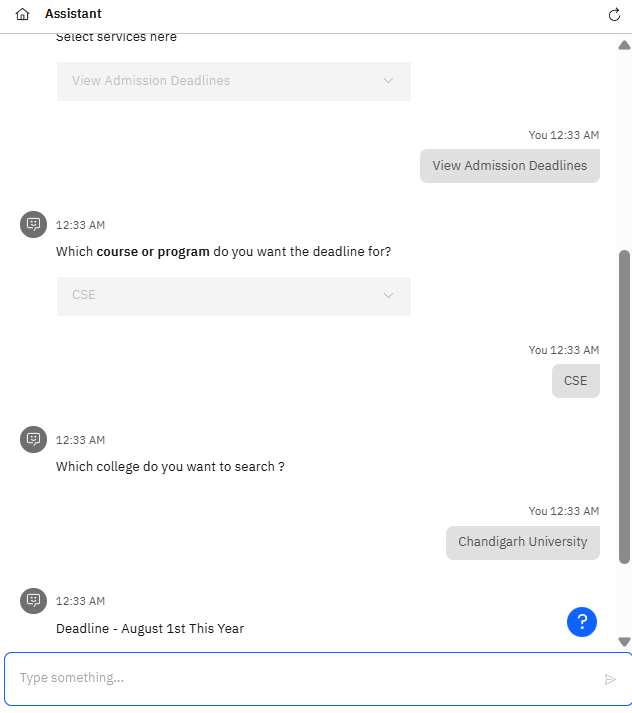 Assistant
Select services here
View Admission Deadlines
You 12:33 AM
View Admission Deadlines
12:33 AM
Which course or program do you want the deadline for?
CSE
You 12:33 AM
CSE
12:33 AM
Which college do you want to search ?
You 12:33 AM
Chandigarh University
12:33 AM
Deadline - August 1st This Year
?
Type something...